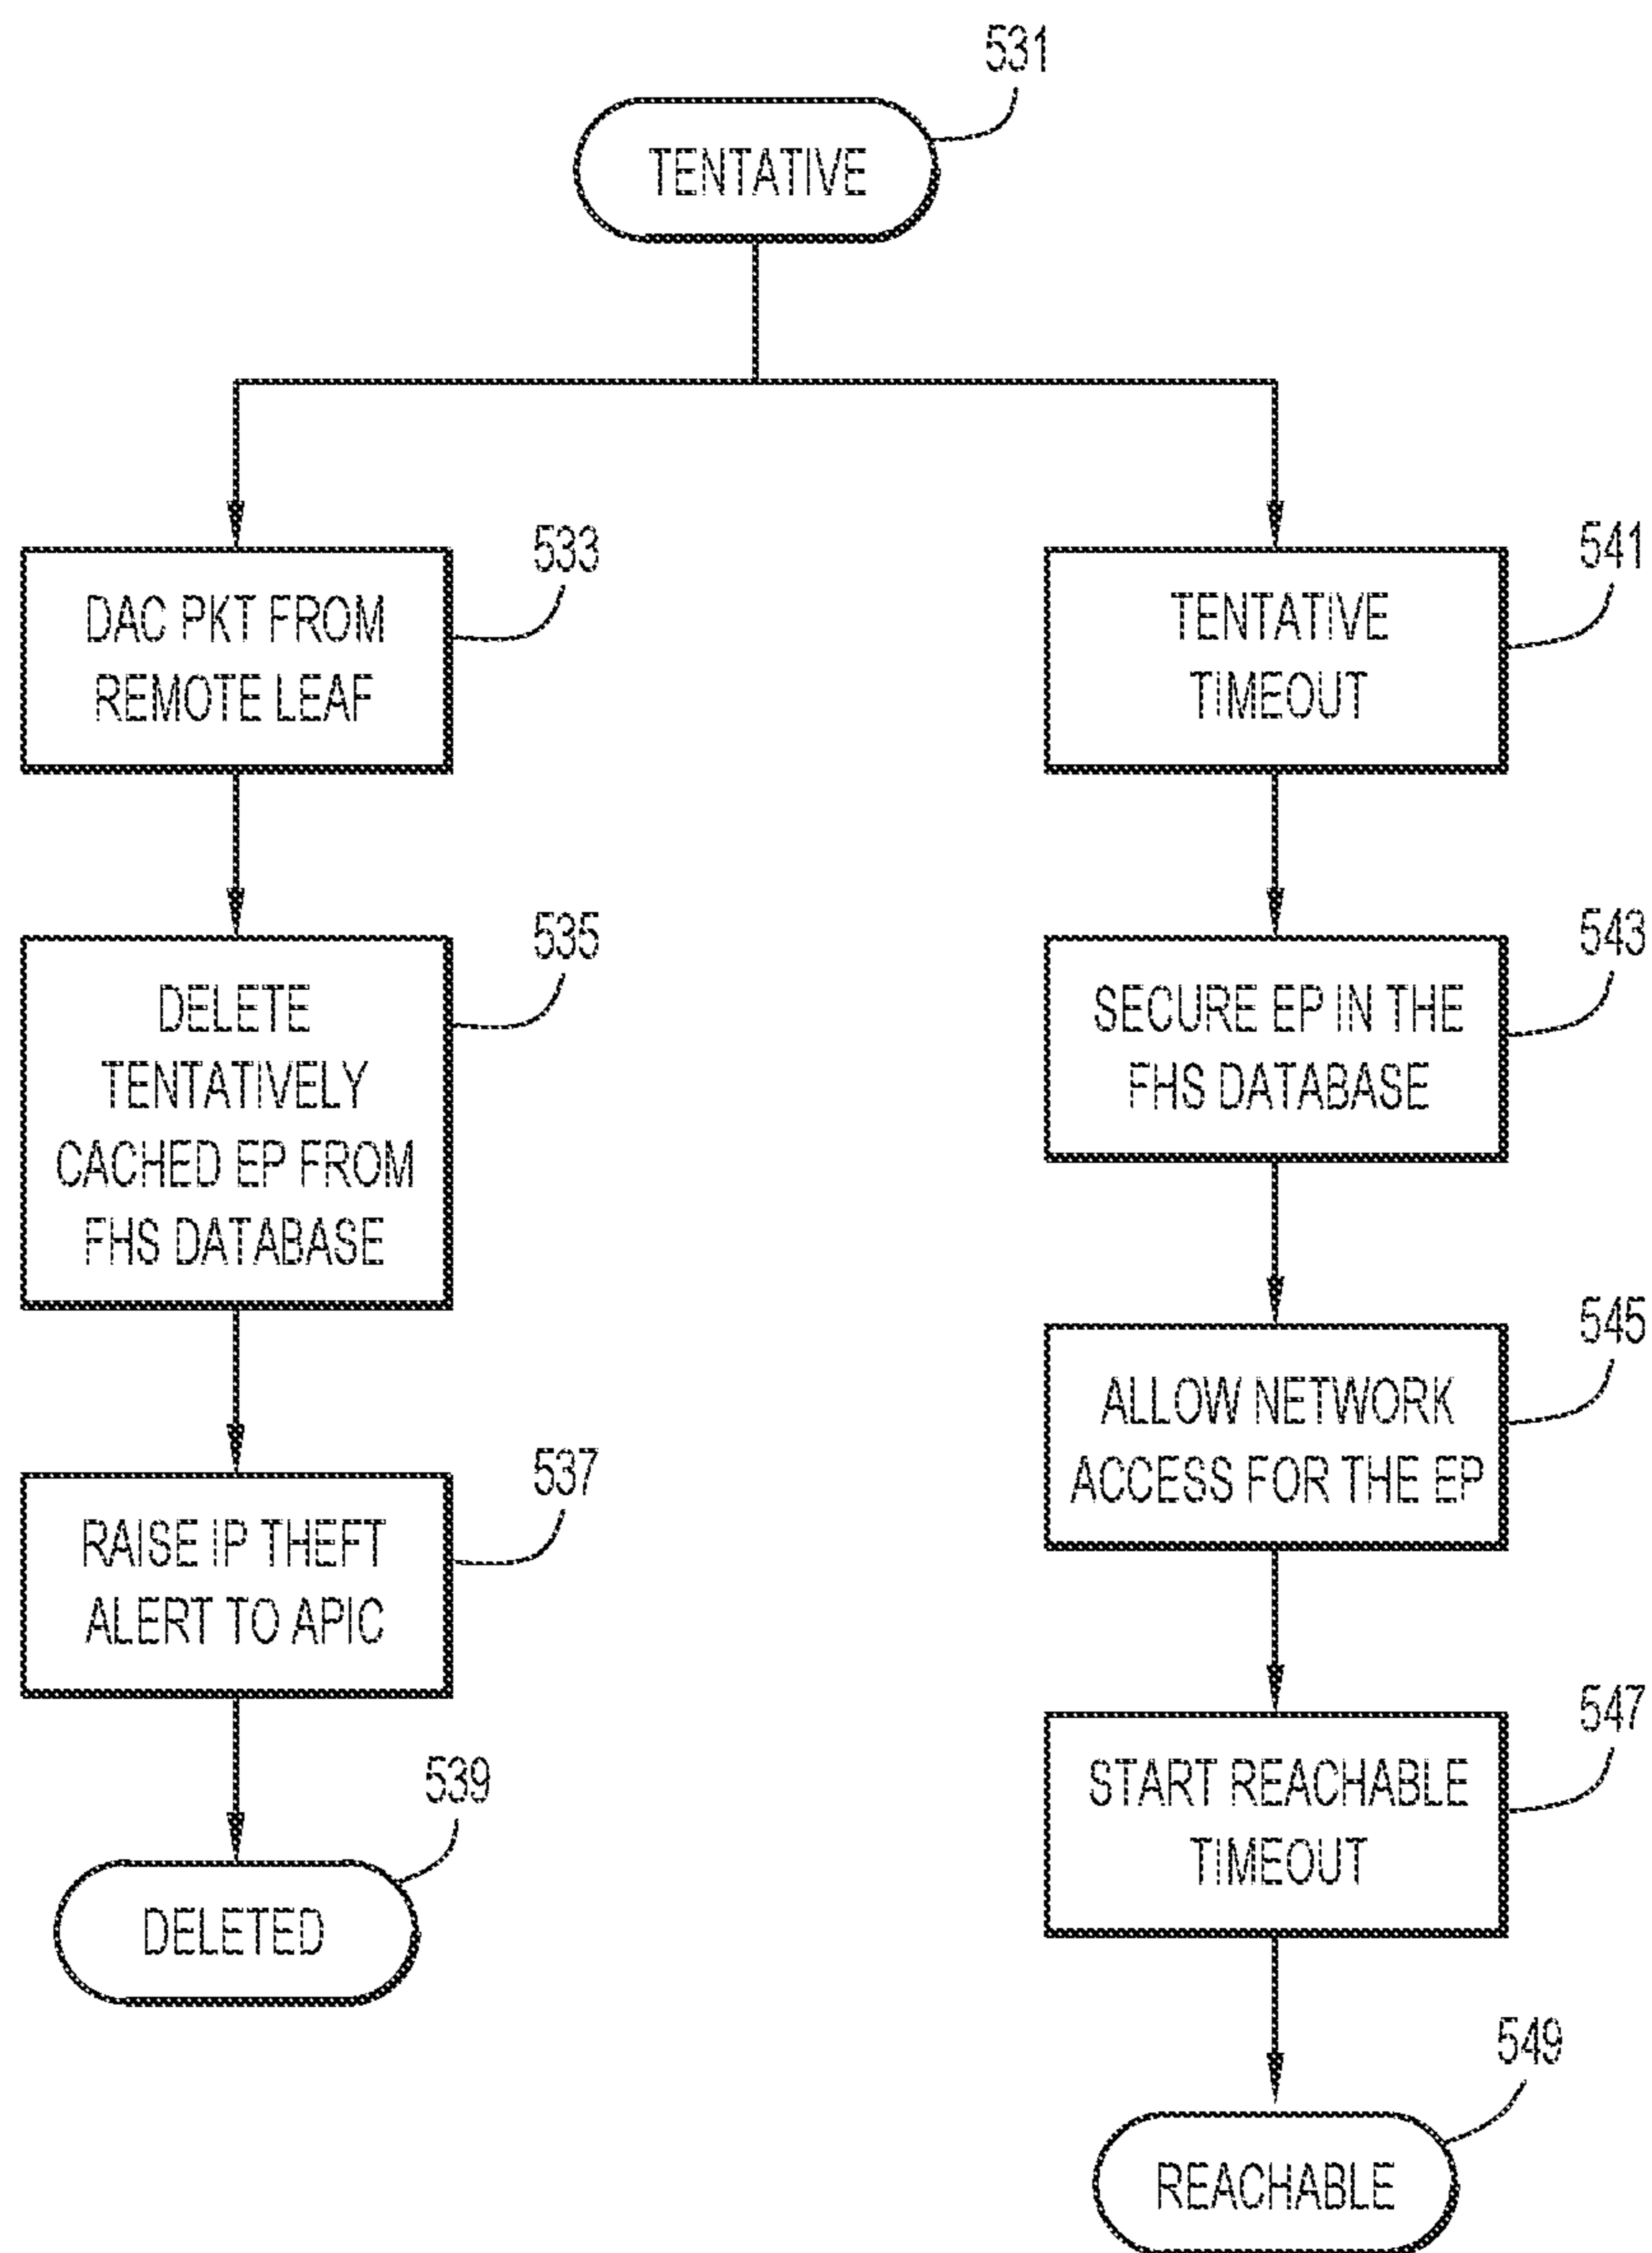 531
TENTATIVE
533
DAC PKT FROM
REMOTE LEAF
535
DELETE
TENTATIVELY
CACHED EP FROM
FHS DATABASE
537
RAISE IP THEFT
ALERT TO APIC
539
DELETED
541
TENTATIVE
TIMEOUT
543
SECURE EP IN THE
FHS DATABASE
545
ALLOW NETWORK
ACCESS FOR THE EP
547
START REACHABLE
TIMEOUT
549
REACHABLE